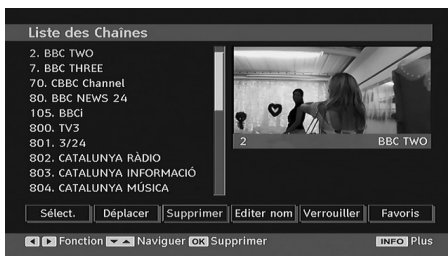 Liste des Chaînes
2. BBC TWO
7. BBC THREE
70. CBBC Channel
80. BBC NEWS 24
105. BBCi
800. TV3
801. 3/24
802. CATALUNYA RÀDIO
803. CATALUNYA INFORMACIÓ
804. CATALUNYA MÚSICA
2 BBC TWO
Sélect. Déplacer Supprimer Editer nom Verrouiller Favoris
Fonction Naviguer OK Supprimer INFO Plus